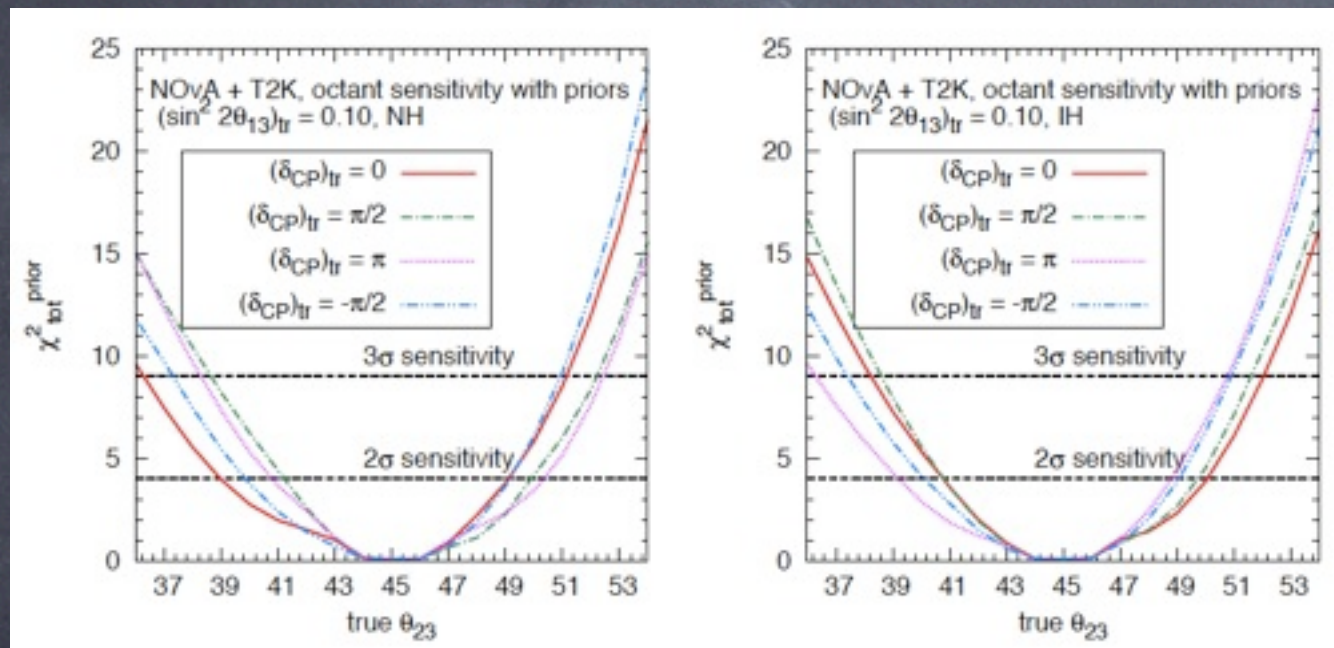 25
20
15
10
5
0
χ²tot^prior
NOvA + T2K, octant sensitivity with priors
(sin² 2θ13)tr = 0.10, NH
(δCP)tr = 0
(δCP)tr = π/2
(δCP)tr = π
(δCP)tr = -π/2
3σ sensitivity
2σ sensitivity
37 39 41 43 45 47 49 51 53
true θ23
25
20
15
10
5
0
χ²tot^prior
NOvA + T2K, octant sensitivity with priors
(sin² 2θ13)tr = 0.10, IH
(δCP)tr = 0
(δCP)tr = π/2
(δCP)tr = π
(δCP)tr = -π/2
3σ sensitivity
2σ sensitivity
37 39 41 43 45 47 49 51 53
true θ23